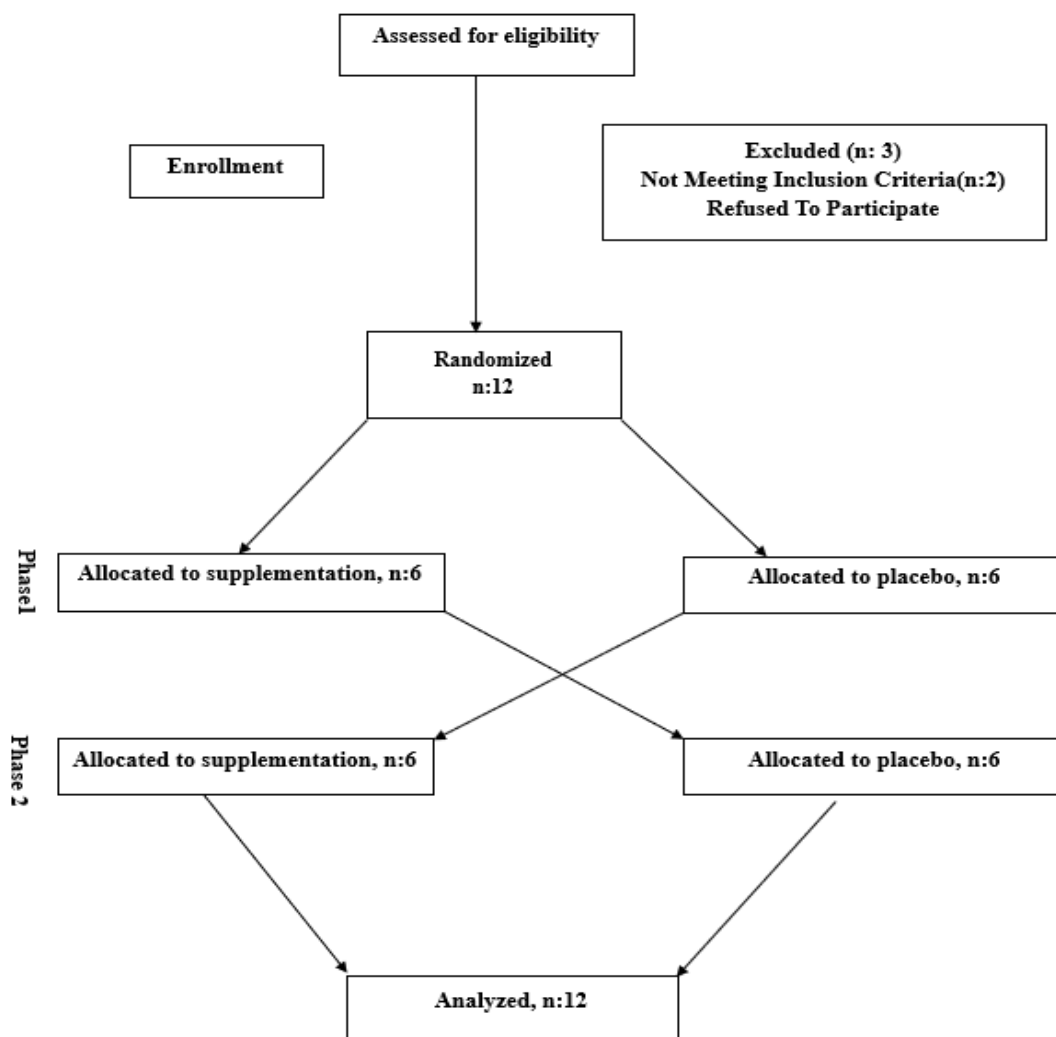 Assessed for eligibility
Enrollment
Excluded (n: 3)
Not Meeting Inclusion Criteria(n:2)
Refused To Participate
Randomized
n:12
Phase1
Allocated to supplementation, n:6
Allocated to placebo, n:6
Phase 2
Allocated to supplementation, n:6
Allocated to placebo, n:6
Analyzed, n:12